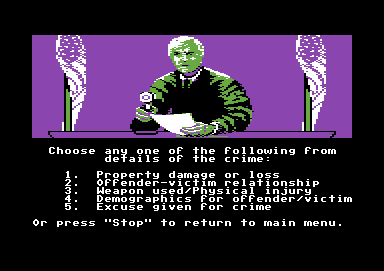 Choose any one of the following from
details of the crime:
1. Property damage or loss
2. Offender-victim relationship
3. Weapon used/Physical injury
4. Demographics for offender/victim
5. Excuse given for crime
Or press "Stop" to return to main menu.